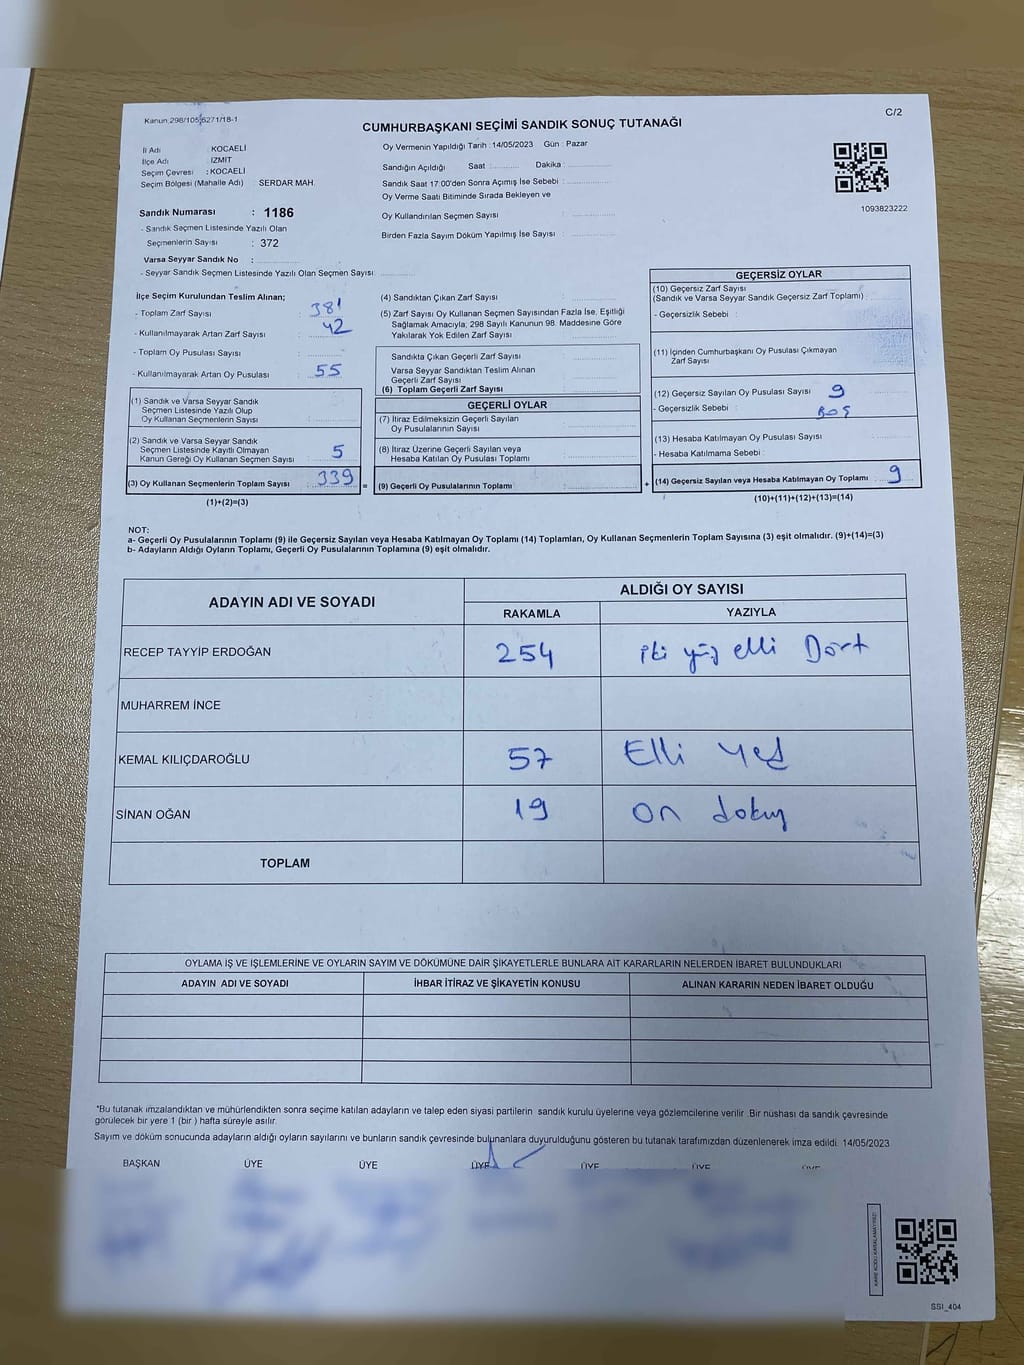 Kanun:298/105,6271/18-1
C/2
CUMHURBAŞKANI SEÇİMİ SANDIK SONUÇ TUTANAĞI
İl Adı KOCAELİ
İlçe Adı İZMİT
Seçim Çevresi : KOCAELİ
Seçim Bölgesi (Mahalle Adı) SERDAR MAH.
Oy Vermenin Yapıldığı Tarih : 14/05/2023 Gün : Pazar
Sandığın Açıldığı Saat : Dakika :
Sandık Saat 17:00'den Sonra Açımış İse Sebebi :
Oy Verme Saati Bitiminde Sırada Bekleyen ve
Oy Kullandırılan Seçmen Sayısı :
Birden Fazla Sayım Döküm Yapılmış İse Sayısı :
1093823222
Sandık Numarası : 1186
- Sandık Seçmen Listesinde Yazılı Olan
Seçmenlerin Sayısı : 372
Varsa Seyyar Sandık No :
- Seyyar Sandık Seçmen Listesinde Yazılı Olan Seçmen Sayısı:
İlçe Seçim Kurulundan Teslim Alınan;
- Toplam Zarf Sayısı : 381
- Kullanılmayarak Artan Zarf Sayısı : 42
- Toplam Oy Pusulası Sayısı :
- Kullanılmayarak Artan Oy Pusulası : 55
(1) Sandık ve Varsa Seyyar Sandık
Seçmen Listesinde Yazılı Olup
Oy Kullanan Seçmenlerin Sayısı :
(2) Sandık ve Varsa Seyyar Sandık
Seçmen Listesinde Kayıtlı Olmayan
Kanun Gereği Oy Kullanan Seçmen Sayısı : 5
(3) Oy Kullanan Seçmenlerin Toplam Sayısı : 339 =
(1)+(2)=(3)
(4) Sandıktan Çıkan Zarf Sayısı :
(5) Zarf Sayısı Oy Kullanan Seçmen Sayısından Fazla İse, Eşitliği
Sağlamak Amacıyla, 298 Sayılı Kanunun 98. Maddesine Göre
Yakılarak Yok Edilen Zarf Sayısı :
Sandıkta Çıkan Geçerli Zarf Sayısı :
Varsa Seyyar Sandıktan Teslim Alınan
Geçerli Zarf Sayısı :
(6) Toplam Geçerli Zarf Sayısı :
GEÇERLİ OYLAR
(7) İtiraz Edilmeksizin Geçerli Sayılan
Oy Pusulalarının Sayısı :
(8) İtiraz Üzerine Geçerli Sayılan veya
Hesaba Katılan Oy Pusulası Toplamı :
(9) Geçerli Oy Pusulalarının Toplamı : +
GEÇERSİZ OYLAR
(10) Geçersiz Zarf Sayısı
(Sandık ve Varsa Seyyar Sandık Geçersiz Zarf Toplamı) :
- Geçersizlik Sebebi :
(11) İçinden Cumhurbaşkanı Oy Pusulası Çıkmayan
Zarf Sayısı :
(12) Geçersiz Sayılan Oy Pusulası Sayısı : 9
- Geçersizlik Sebebi : Boş
(13) Hesaba Katılmayan Oy Pusulası Sayısı :
- Hesaba Katılmama Sebebi :
(14) Geçersiz Sayılan veya Hesaba Katılmayan Oy Toplamı : 9
(10)+(11)+(12)+(13)=(14)
NOT:
a- Geçerli Oy Pusulalarının Toplamı (9) ile Geçersiz Sayılan veya Hesaba Katılmayan Oy Toplamı (14) Toplamları, Oy Kullanan Seçmenlerin Toplam Sayısına (3) eşit olmalıdır. (9)+(14)=(3)
b- Adayların Aldığı Oyların Toplamı, Geçerli Oy Pusulalarının Toplamına (9) eşit olmalıdır.
ADAYIN ADI VE SOYADI
ALDIĞI OY SAYISI
RAKAMLA YAZIYLA
RECEP TAYYİP ERDOĞAN 254 iki yüz elli Dört
MUHARREM İNCE
KEMAL KILIÇDAROĞLU 57 Elli Yedi
SİNAN OĞAN 19 on dokuz
TOPLAM
OYLAMA İŞ VE İŞLEMLERİNE VE OYLARIN SAYIM VE DÖKÜMÜNE DAİR ŞİKAYETLERLE BUNLARA AİT KARARLARIN NELERDEN İBARET BULUNDUKLARI
ADAYIN ADI VE SOYADI İHBAR İTİRAZ VE ŞİKAYETİN KONUSU ALINAN KARARIN NEDEN İBARET OLDUĞU
*Bu tutanak imzalandıktan ve mühürlendikten sonra seçime katılan adayların ve talep eden siyasi partilerin sandık kurulu üyelerine veya gözlemcilerine verilir .Bir nüshası da sandık çevresinde
görülecek bir yere 1 (bir ) hafta süreyle asılır.
Sayım ve döküm sonucunda adayların aldığı oyların sayılarını ve bunların sandık çevresinde bulunanlara duyurulduğunu gösteren bu tutanak tarafımızdan düzenlenerek imza edildi. 14/05/2023
BAŞKAN ÜYE ÜYE ÜYE ÜYE ÜYE ÜYE
KARE KODU KARALAMAYINIZ!
SSI_404